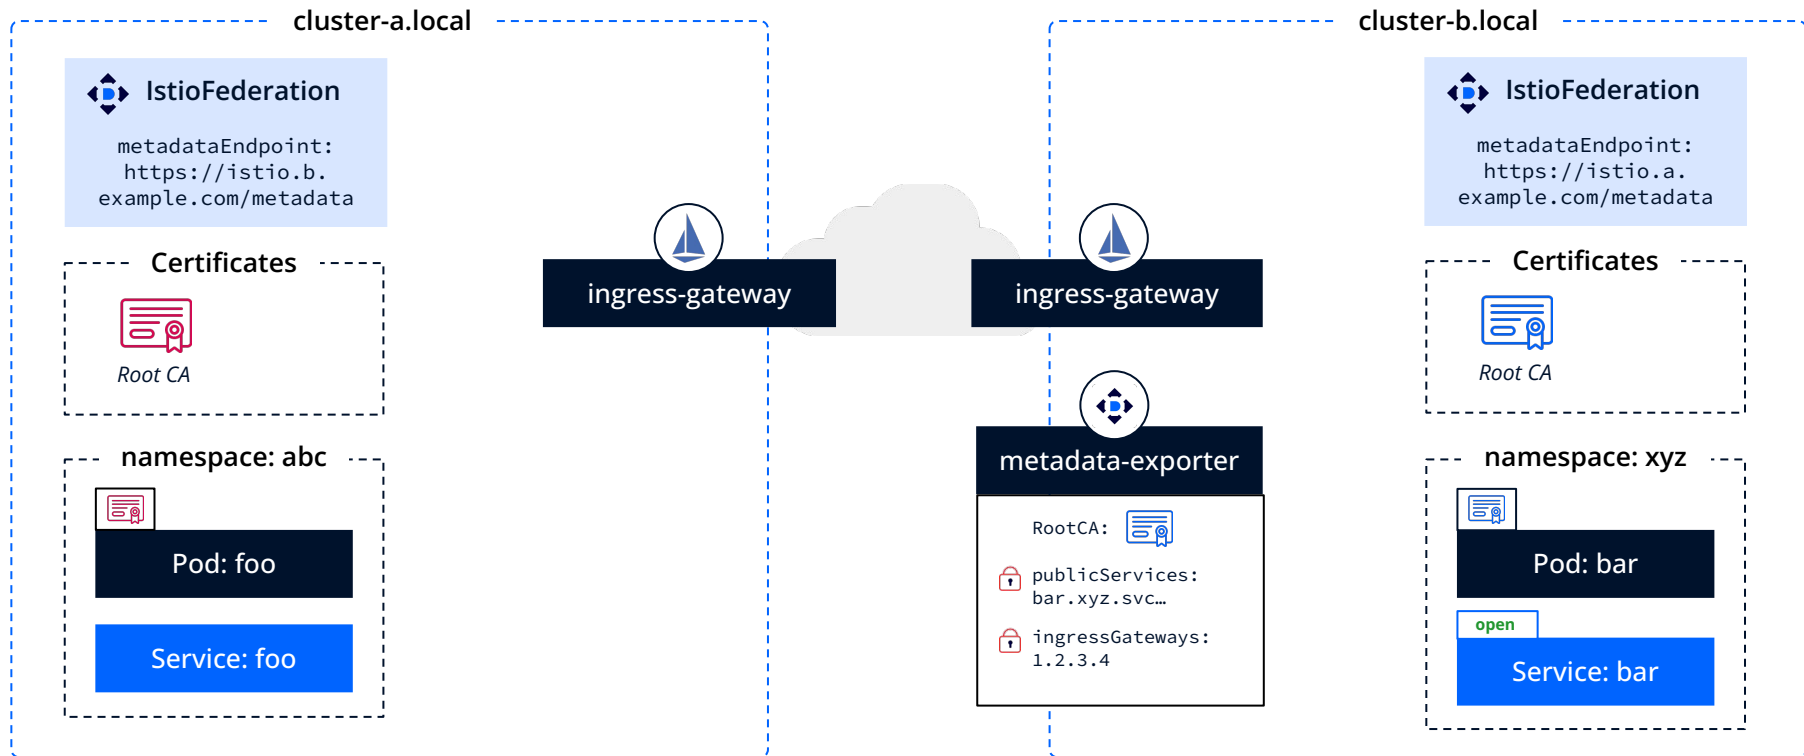 cluster-a.local
IstioFederation
metadataEndpoint:
https://istio.b.
example.com/metadata
Certificates
Root CA
namespace: abc
Pod: foo
Service: foo
ingress-gateway
cluster-b.local
ingress-gateway
metadata-exporter
RootCA:
publicServices:
bar.xyz.svc…
ingressGateways:
1.2.3.4
IstioFederation
metadataEndpoint:
https://istio.a.
example.com/metadata
Certificates
Root CA
namespace: xyz
Pod: bar
open
Service: bar